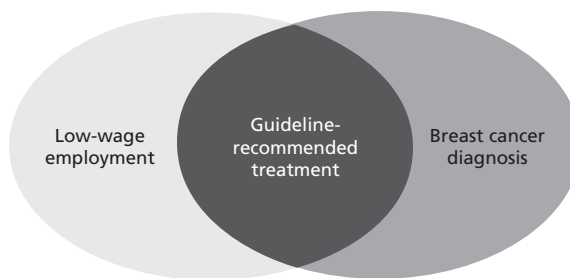 Low-wage
employment
Guideline-
recommended
treatment
Breast cancer
diagnosis